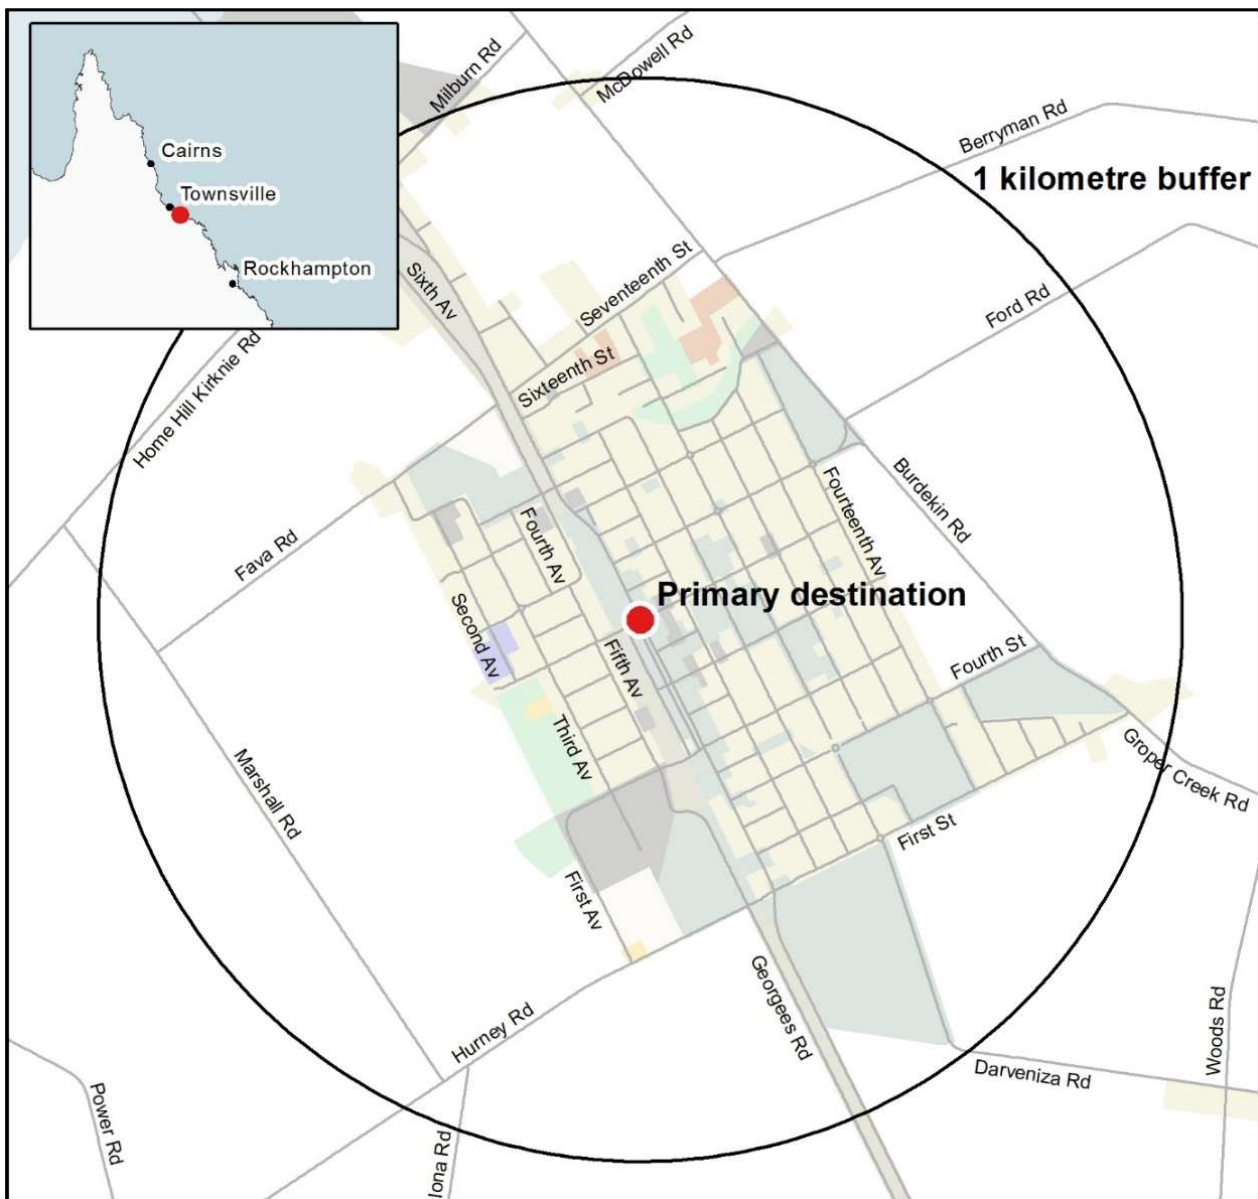 Milburn Rd
McDowell Rd
Berryman Rd
1 kilometre buffer
Cairns
Townsville
Rockhampton
Sixth Av
Seventeenth St
Ford Rd
Home Hill Kirknie Rd
Sixteenth St
Fava Rd
Fourth Av
Fourteenth Av
Burdekin Rd
Primary destination
Second Av
Fifth Av
Fourth St
Third Av
Marshall Rd
Groper Creek Rd
First St
First Av
Georgees Rd
Hurney Rd
Woods Rd
Darveniza Rd
Power Rd
Iona Rd